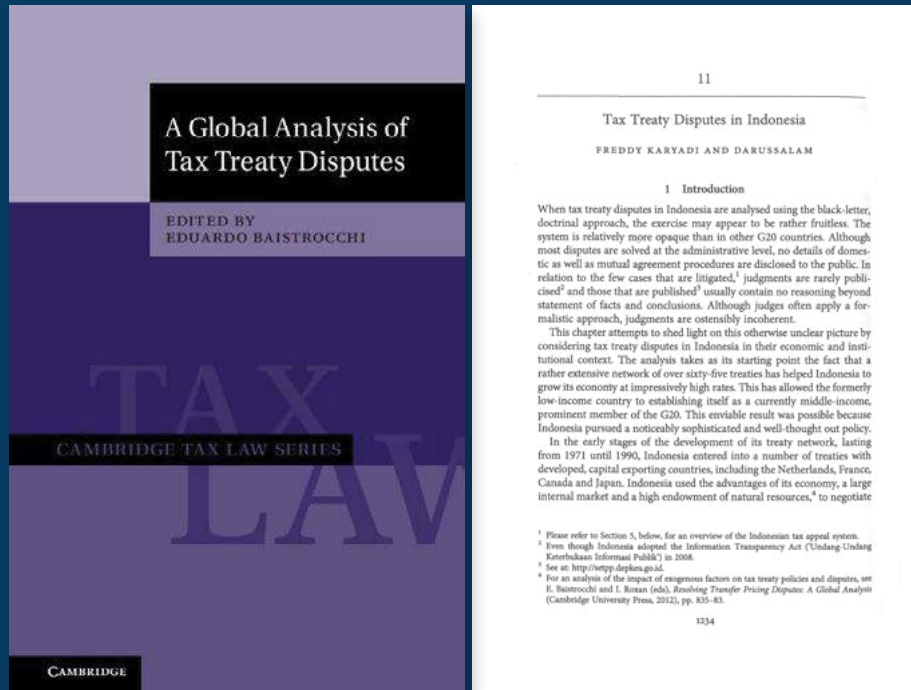 A Global Analysis of
Tax Treaty Disputes
EDITED BY
EDUARDO BAISTROCCHI
TAX
CAMBRIDGE TAX LAW SERIES
LAW
CAMBRIDGE
11
Tax Treaty Disputes in Indonesia
FREDDY KARYADI AND DARUSSALAM
1 Introduction
When tax treaty disputes in Indonesia are analysed using the black-letter,
doctrinal approach, the exercise may appear to be rather fruitless. The
system is relatively more opaque than in other G20 countries. Although
most disputes are solved at the administrative level, no details of domes-
tic as well as mutual agreement procedures are disclosed to the public. In
relation to the few cases that are litigated,1 judgments are rarely publi-
cised2 and those that are published3 usually contain no reasoning beyond
statement of facts and conclusions. Although judges often apply a for-
malistic approach, judgments are ostensibly incoherent.
This chapter attempts to shed light on this otherwise unclear picture by
considering tax treaty disputes in Indonesia in their economic and insti-
tutional context. The analysis takes as its starting point the fact that a
rather extensive network of over sixty-five treaties has helped Indonesia to
grow its economy at impressively high rates. This has allowed the formerly
low-income country to establishing itself as a currently middle-income,
prominent member of the G20. This enviable result was possible because
Indonesia pursued a noticeably sophisticated and well-thought out policy.
In the early stages of the development of its treaty network, lasting
from 1971 until 1990, Indonesia entered into a number of treaties with
developed, capital exporting countries, including the Netherlands, France,
Canada and Japan. Indonesia used the advantages of its economy, a large
internal market and a high endowment of natural resources,4 to negotiate
1 Please refer to Section 5, below, for an overview of the Indonesian tax appeal system.
2 Even though Indonesia adopted the Information Transparency Act ('Undang-Undang
Keterbukaan Informasi Publik') in 2008.
3 See at: http://setpp.depkeu.go.id.
4 For an analysis of the impact of exogenous factors on tax treaty policies and disputes, see
E. Baistrocchi and I. Roxan (eds), Resolving Transfer Pricing Disputes: A Global Analysis
(Cambridge University Press, 2012), pp. 835–83.
1234